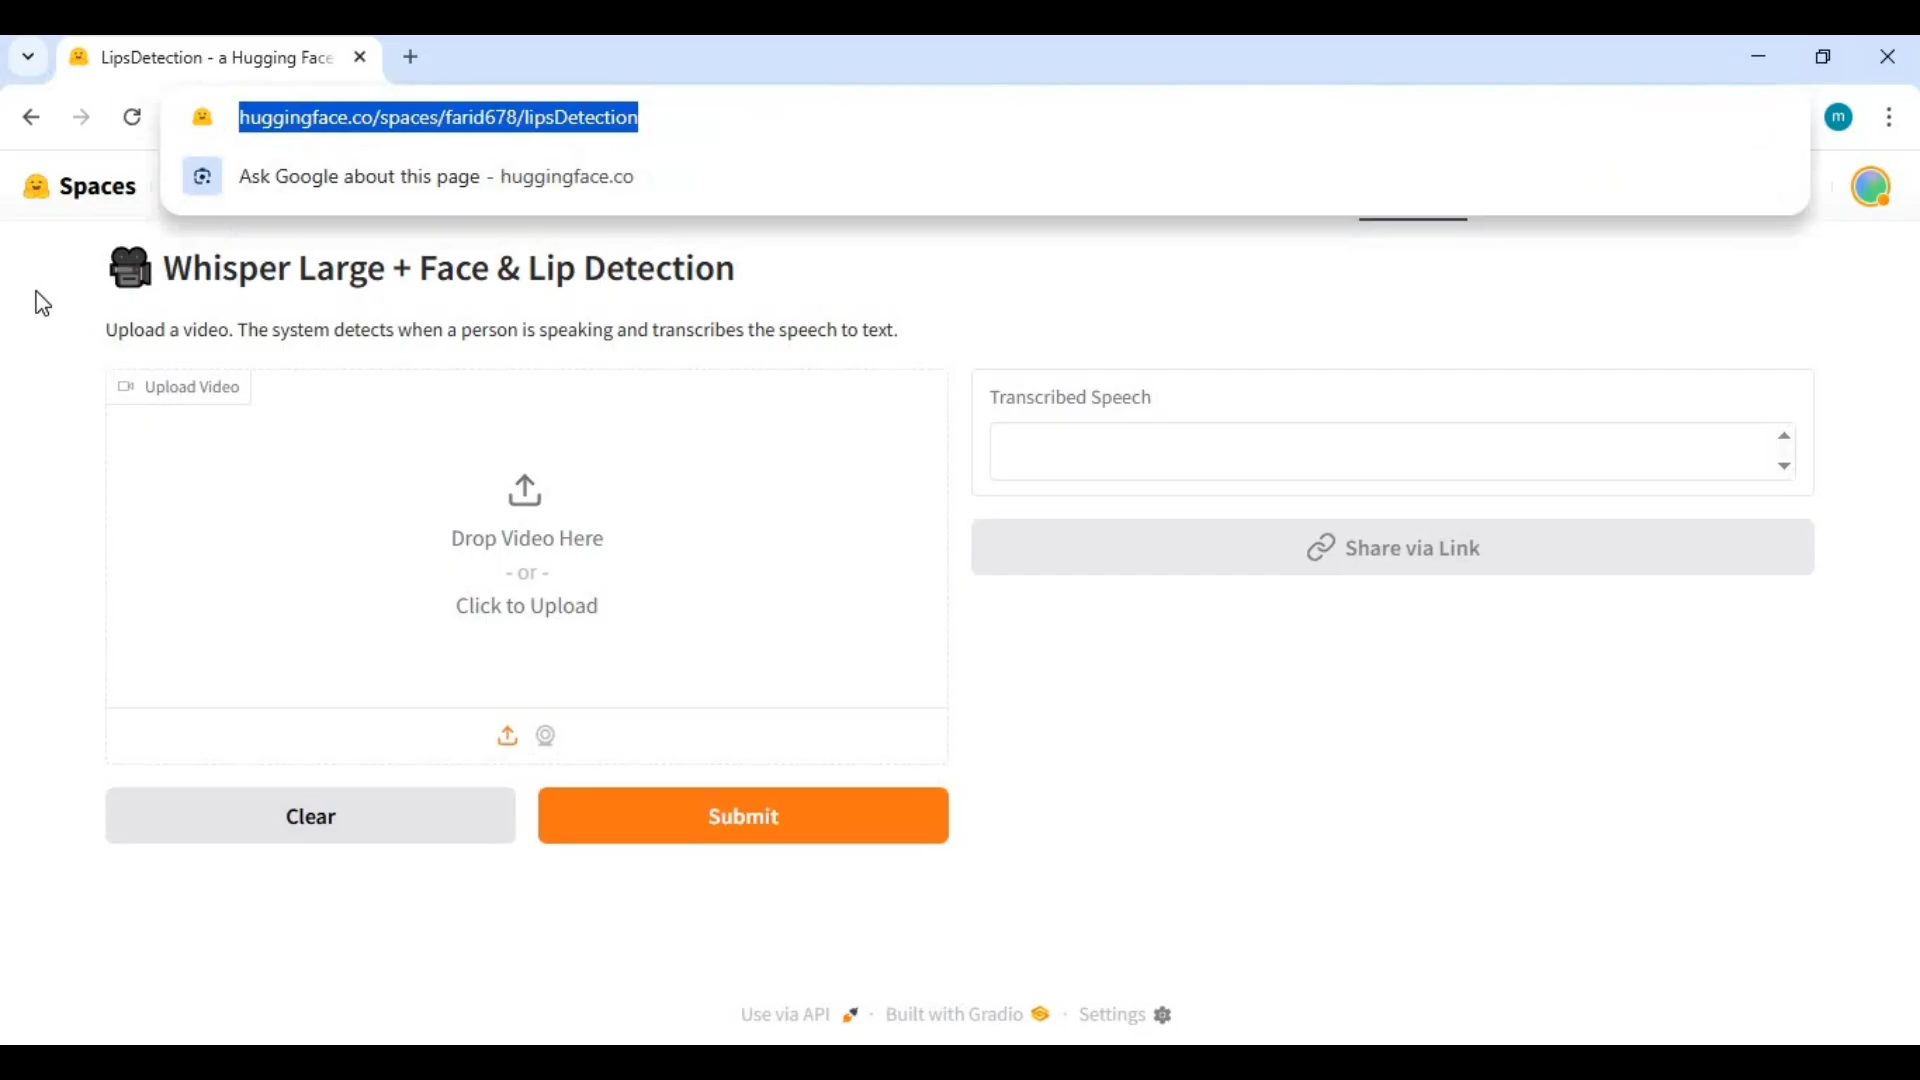 LipsDetection - a Hugging Face
huggingface.co/spaces/farid678/lipsDetection
m
Ask Google about this page - huggingface.co
Spaces
Whisper Large + Face & Lip Detection
Upload a video. The system detects when a person is speaking and transcribes the speech to text.
Upload Video
Transcribed Speech
Drop Video Here
- or -
Click to Upload
Share via Link
Clear
Submit
Use via API · Built with Gradio · Settings